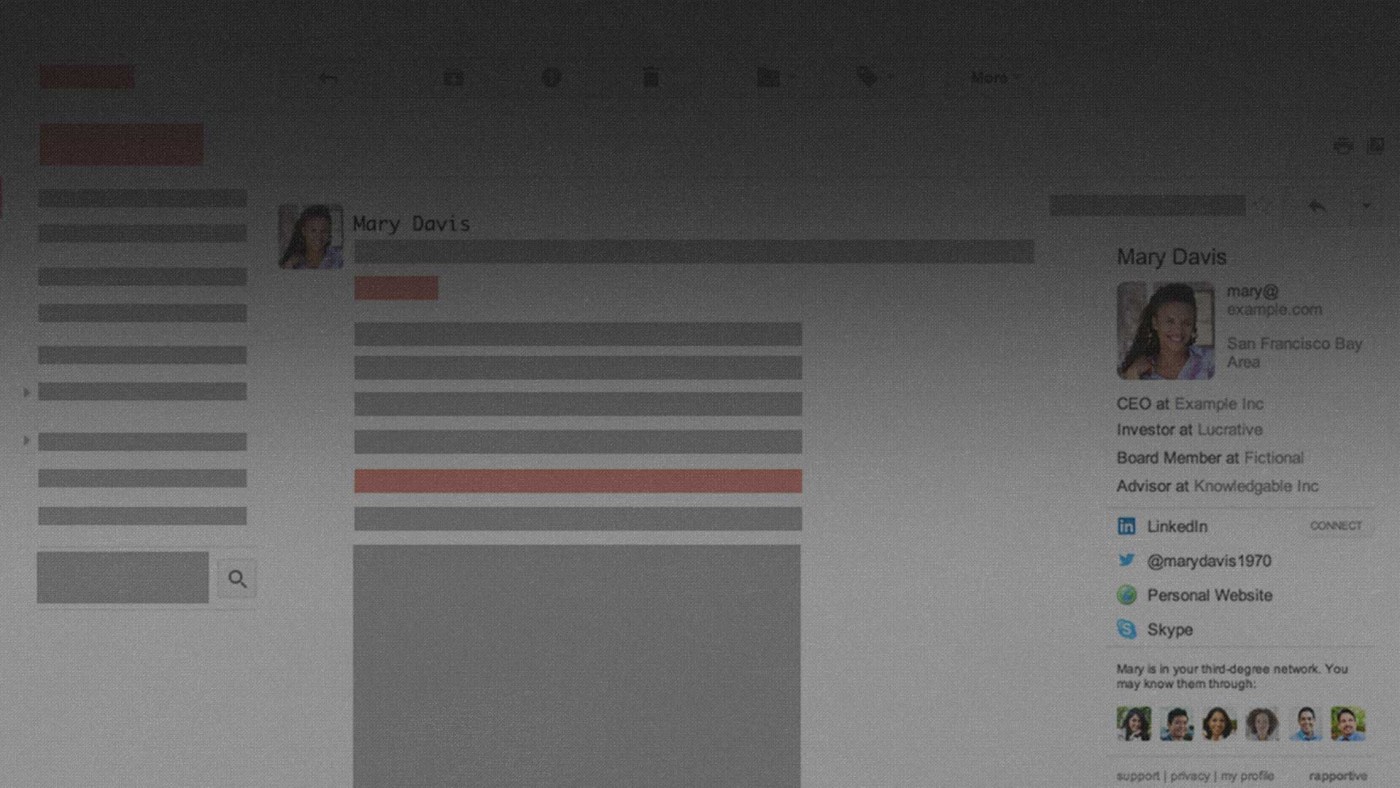 More
Mary Davis
Mary Davis
mary@
example.com
San Francisco Bay
Area
CEO at Example Inc
Investor at Lucrative
Board Member at Fictional
Advisor at Knowledgable Inc
in LinkedIn CONNECT
@marydavis1970
Personal Website
S Skype
Mary is in your third-degree network. You
may know them through:
support | privacy | my profile rapportive